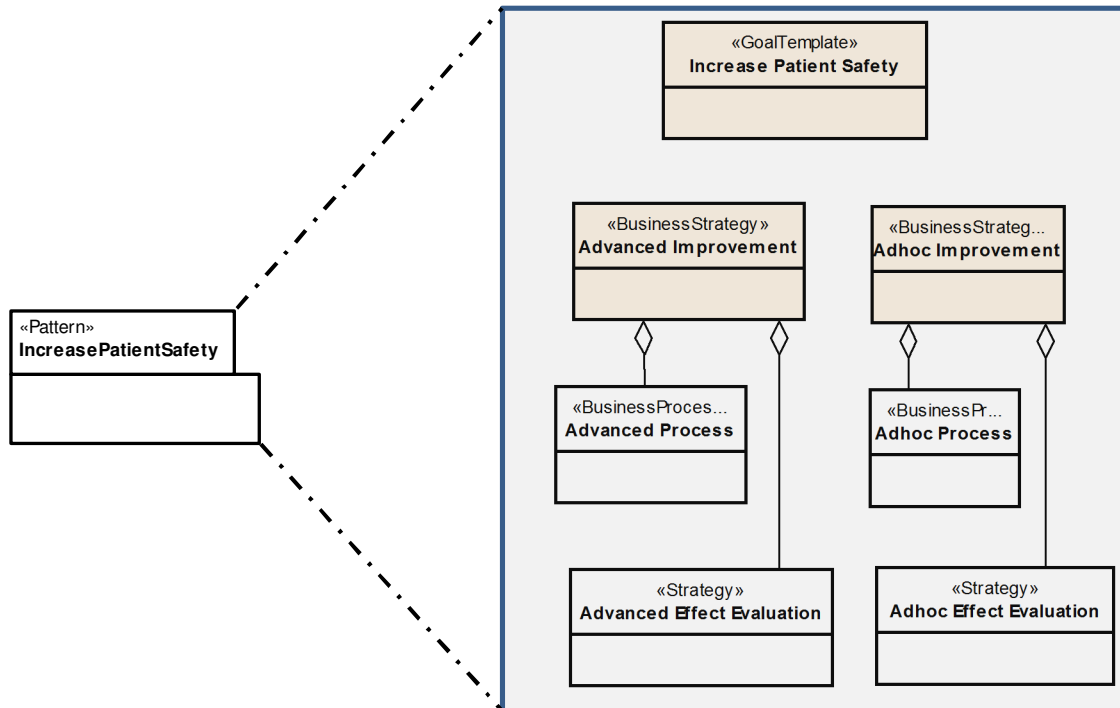 «GoalTemplate»
Increase Patient Safety
«BusinessStrategy»
Advanced Improvement
«BusinessStrateg...
Adhoc Improvement
«Pattern»
IncreasePatientSafety
«BusinessProces...
Advanced Process
«BusinessPr...
Adhoc Process
«Strategy»
Advanced Effect Evaluation
«Strategy»
Adhoc Effect Evaluation